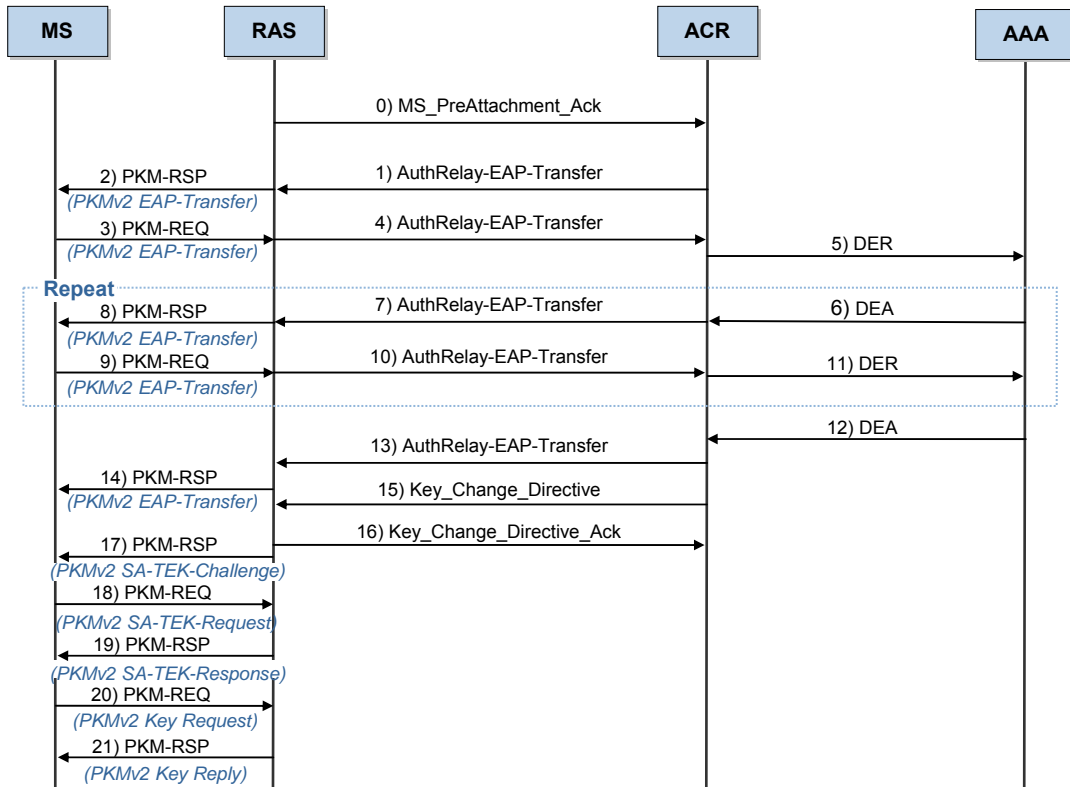 MS
RAS
ACR
AAA
0) MS_PreAttachment_Ack
2) PKM-RSP
1) AuthRelay-EAP-Transfer
(PKMv2 EAP-Transfer)
3) PKM-REQ
4) AuthRelay-EAP-Transfer
(PKMv2 EAP-Transfer)
5) DER
Repeat
8) PKM-RSP
7) AuthRelay-EAP-Transfer
6) DEA
(PKMv2 EAP-Transfer)
9) PKM-REQ
10) AuthRelay-EAP-Transfer
11) DER
(PKMv2 EAP-Transfer)
12) DEA
13) AuthRelay-EAP-Transfer
14) PKM-RSP
(PKMv2 EAP-Transfer)
15) Key_Change_Directive
16) Key_Change_Directive_Ack
17) PKM-RSP
(PKMv2 SA-TEK-Challenge)
18) PKM-REQ
(PKMv2 SA-TEK-Request)
19) PKM-RSP
(PKMv2 SA-TEK-Response)
20) PKM-REQ
(PKMv2 Key Request)
21) PKM-RSP
(PKMv2 Key Reply)